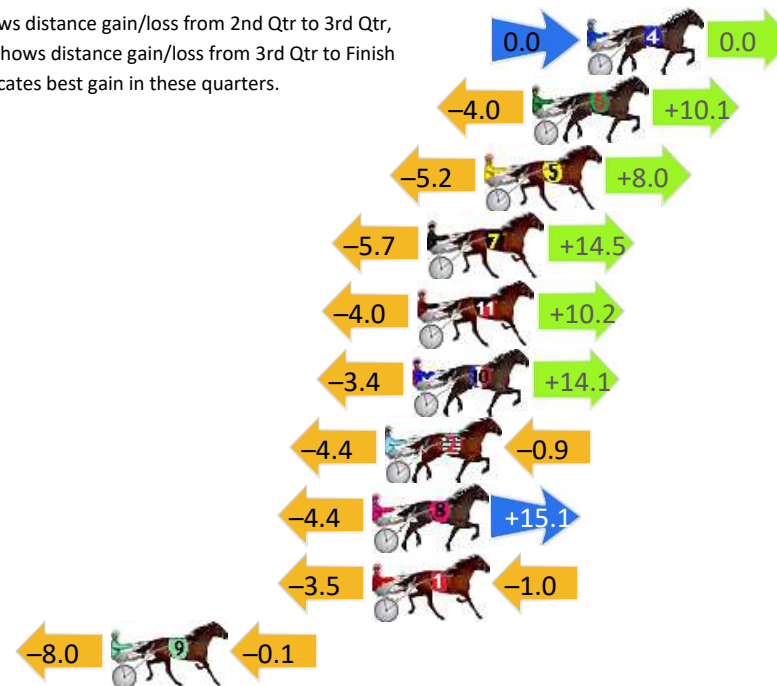 ws distance gain/loss from 2nd Qtr to 3rd Qtr,
hows distance gain/loss from 3rd Qtr to Finish
cates best gain in these quarters.
0.0 4 0.0
−4.0 6 +10.1
−5.2 5 +8.0
−5.7 7 +14.5
−4.0 11 +10.2
−3.4 10 +14.1
−4.4 2 −0.9
−4.4 8 +15.1
−3.5 1 −1.0
−8.0 9 −0.1